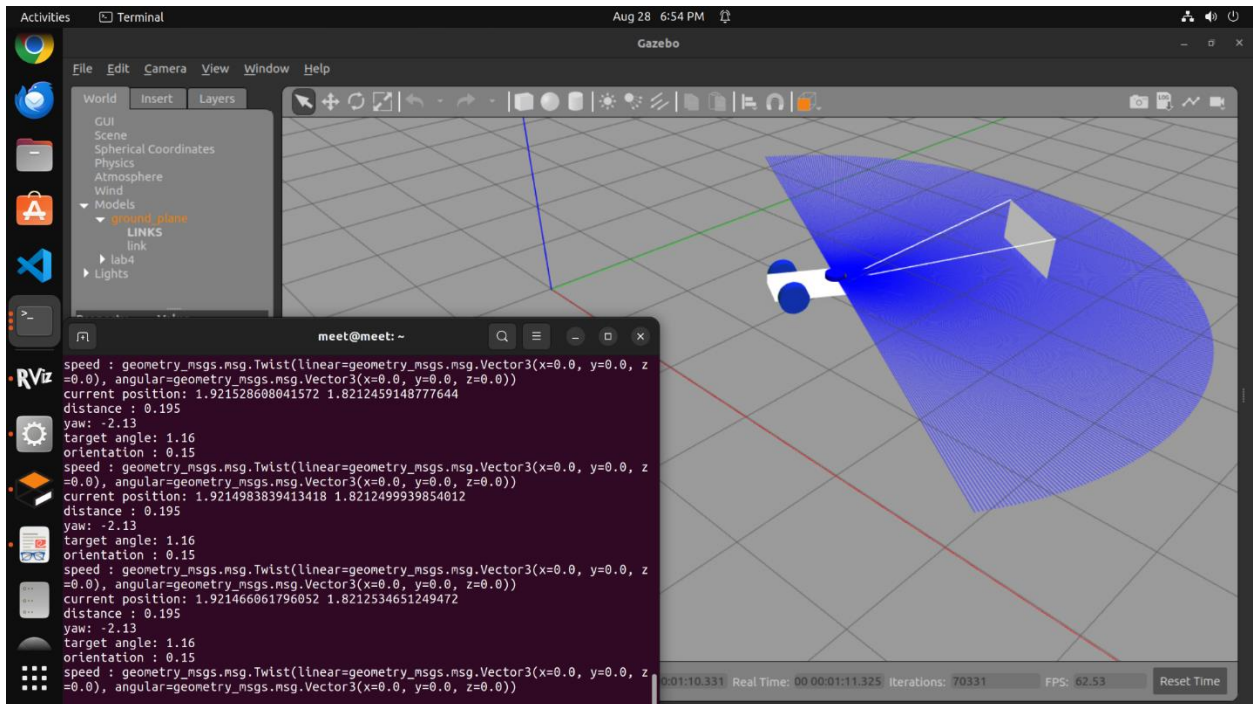 Activities
Terminal
Aug 28 6:54 PM
Gazebo
File Edit Camera View Window Help
World Insert Layers
GUI
Scene
Spherical Coordinates
Physics
Atmosphere
Wind
Models
ground_plane
LINKS
link
lab4
Lights
meet@meet: ~
speed : geometry_msgs.msg.Twist(linear=geometry_msgs.msg.Vector3(x=0.0, y=0.0, z
=0.0), angular=geometry_msgs.msg.Vector3(x=0.0, y=0.0, z=0.0))
current position: 1.921528608041572 1.8212459148777644
distance : 0.195
yaw: -2.13
target angle: 1.16
orientation : 0.15
speed : geometry_msgs.msg.Twist(linear=geometry_msgs.msg.Vector3(x=0.0, y=0.0, z
=0.0), angular=geometry_msgs.msg.Vector3(x=0.0, y=0.0, z=0.0))
current position: 1.9214983839413418 1.8212499939854012
distance : 0.195
yaw: -2.13
target angle: 1.16
orientation : 0.15
speed : geometry_msgs.msg.Twist(linear=geometry_msgs.msg.Vector3(x=0.0, y=0.0, z
=0.0), angular=geometry_msgs.msg.Vector3(x=0.0, y=0.0, z=0.0))
current position: 1.921466061796052 1.8212534651249472
distance : 0.195
yaw: -2.13
target angle: 1.16
orientation : 0.15
speed : geometry_msgs.msg.Twist(linear=geometry_msgs.msg.Vector3(x=0.0, y=0.0, z
=0.0), angular=geometry_msgs.msg.Vector3(x=0.0, y=0.0, z=0.0))
RViz
0:01:10.331 Real Time: 00 00:01:11.325 Iterations: 70331 FPS: 62.53 Reset Time